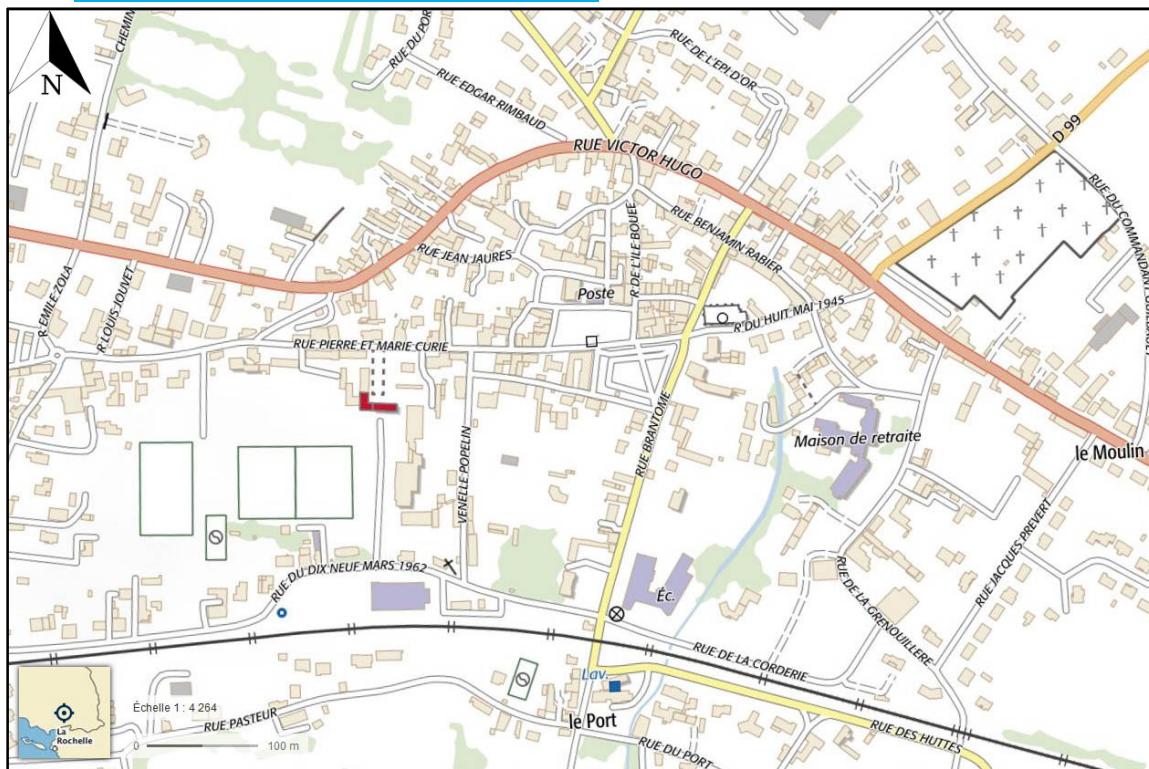 N
CHEMIN
RUE DU POR
RUE EDGAR RIMBAUD
RUE DE L'EPI D'OR
RUE VICTOR HUGO
D 99
RUE DU COMMANDANT
RUE BENJAMIN RABIER
R DE L'ILE BOUEE
RUE JEAN JAURES
Poste
R EMILE ZOLA
R LOUIS JOUVET
R DU HUIT MAI 1945
RUE PIERRE ET MARIE CURIE
RUE BRANTOME
VENELLE POPELIN
Maison de retraite
le Moulin
RUE JACQUES PREVERT
RUE DE LA GRENOUILLERE
RUE DU DIX NEUF MARS 1962
Éc.
RUE DE LA CORDERIE
Lav.
le Port
RUE DES HUTTES
RUE DU PORT
RUE PASTEUR
Échelle 1 : 4 264
0 100 m
La
Rochelle